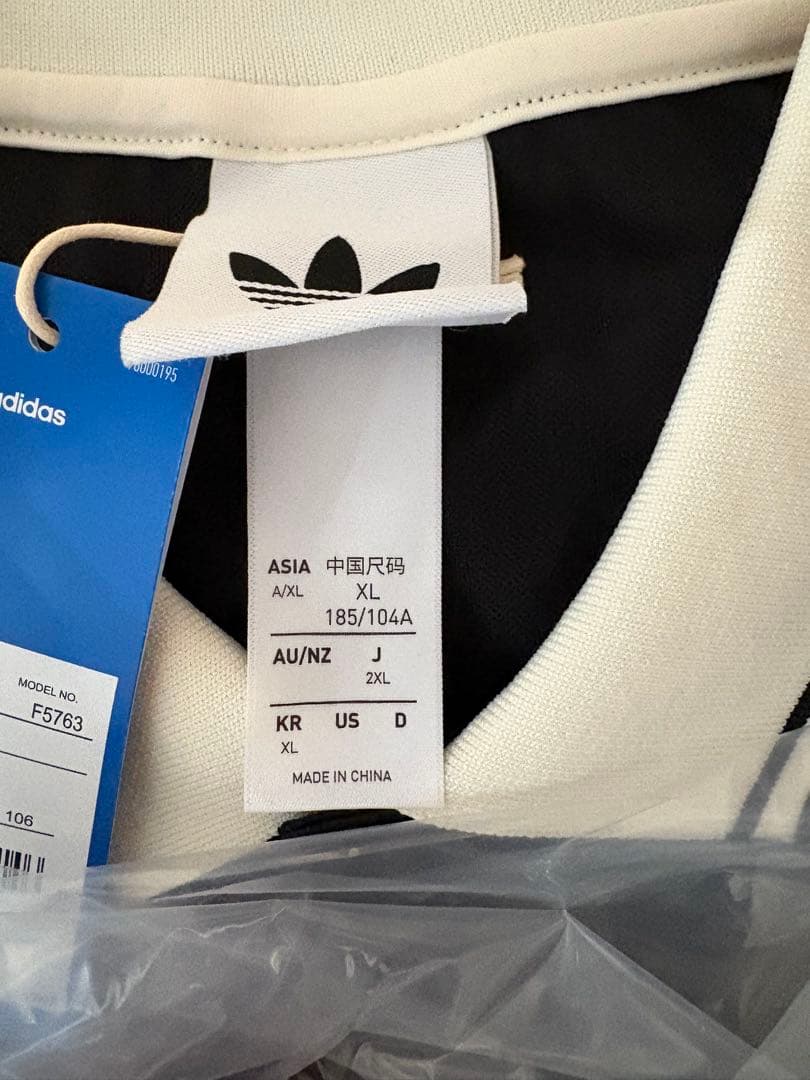 adidas
MODEL NO.
F5763
106
ASIA 中国尺码
A/XL XL
185/104A
AU/NZ J
2XL
KR US D
XL
MADE IN CHINA